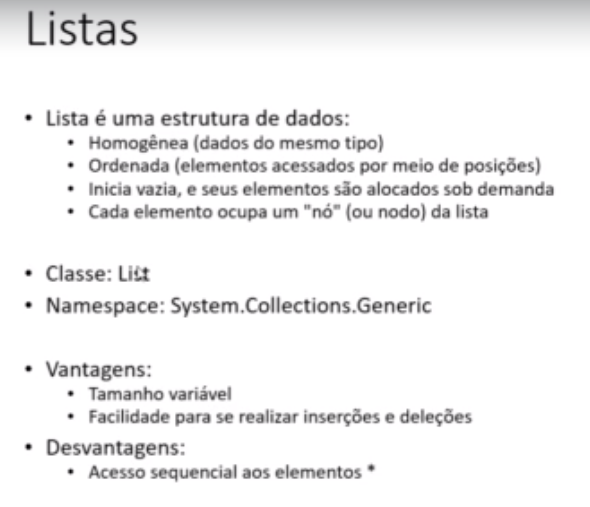 Listas
• Lista é uma estrutura de dados:
• Homogênea (dados do mesmo tipo)
• Ordenada (elementos acessados por meio de posições)
• Inicia vazia, e seus elementos são alocados sob demanda
• Cada elemento ocupa um "nó" (ou nodo) da lista
• Classe: List
• Namespace: System.Collections.Generic
• Vantagens:
• Tamanho variável
• Facilidade para se realizar inserções e deleções
• Desvantagens:
• Acesso sequencial aos elementos *